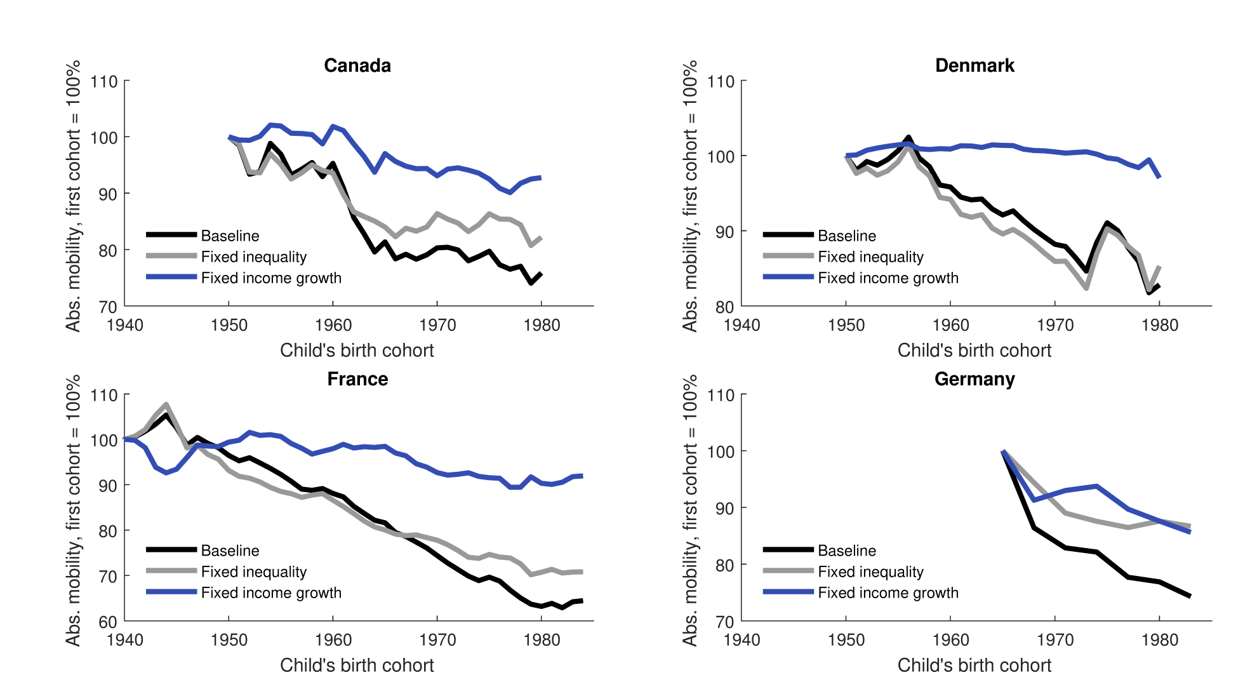 Canada
Abs. mobility, first cohort = 100%
110
100
90
80
70
Baseline
Fixed inequality
Fixed income growth
1940
1950
1960
1970
1980
Child's birth cohort
Denmark
Abs. mobility, first cohort = 100%
110
100
90
80
Baseline
Fixed inequality
Fixed income growth
1940
1950
1960
1970
1980
Child's birth cohort
France
Abs. mobility, first cohort = 100%
110
100
90
80
70
60
Baseline
Fixed inequality
Fixed income growth
1940
1950
1960
1970
1980
Child's birth cohort
Germany
Abs. mobility, first cohort = 100%
110
100
90
80
70
Baseline
Fixed inequality
Fixed income growth
1940
1950
1960
1970
1980
Child's birth cohort